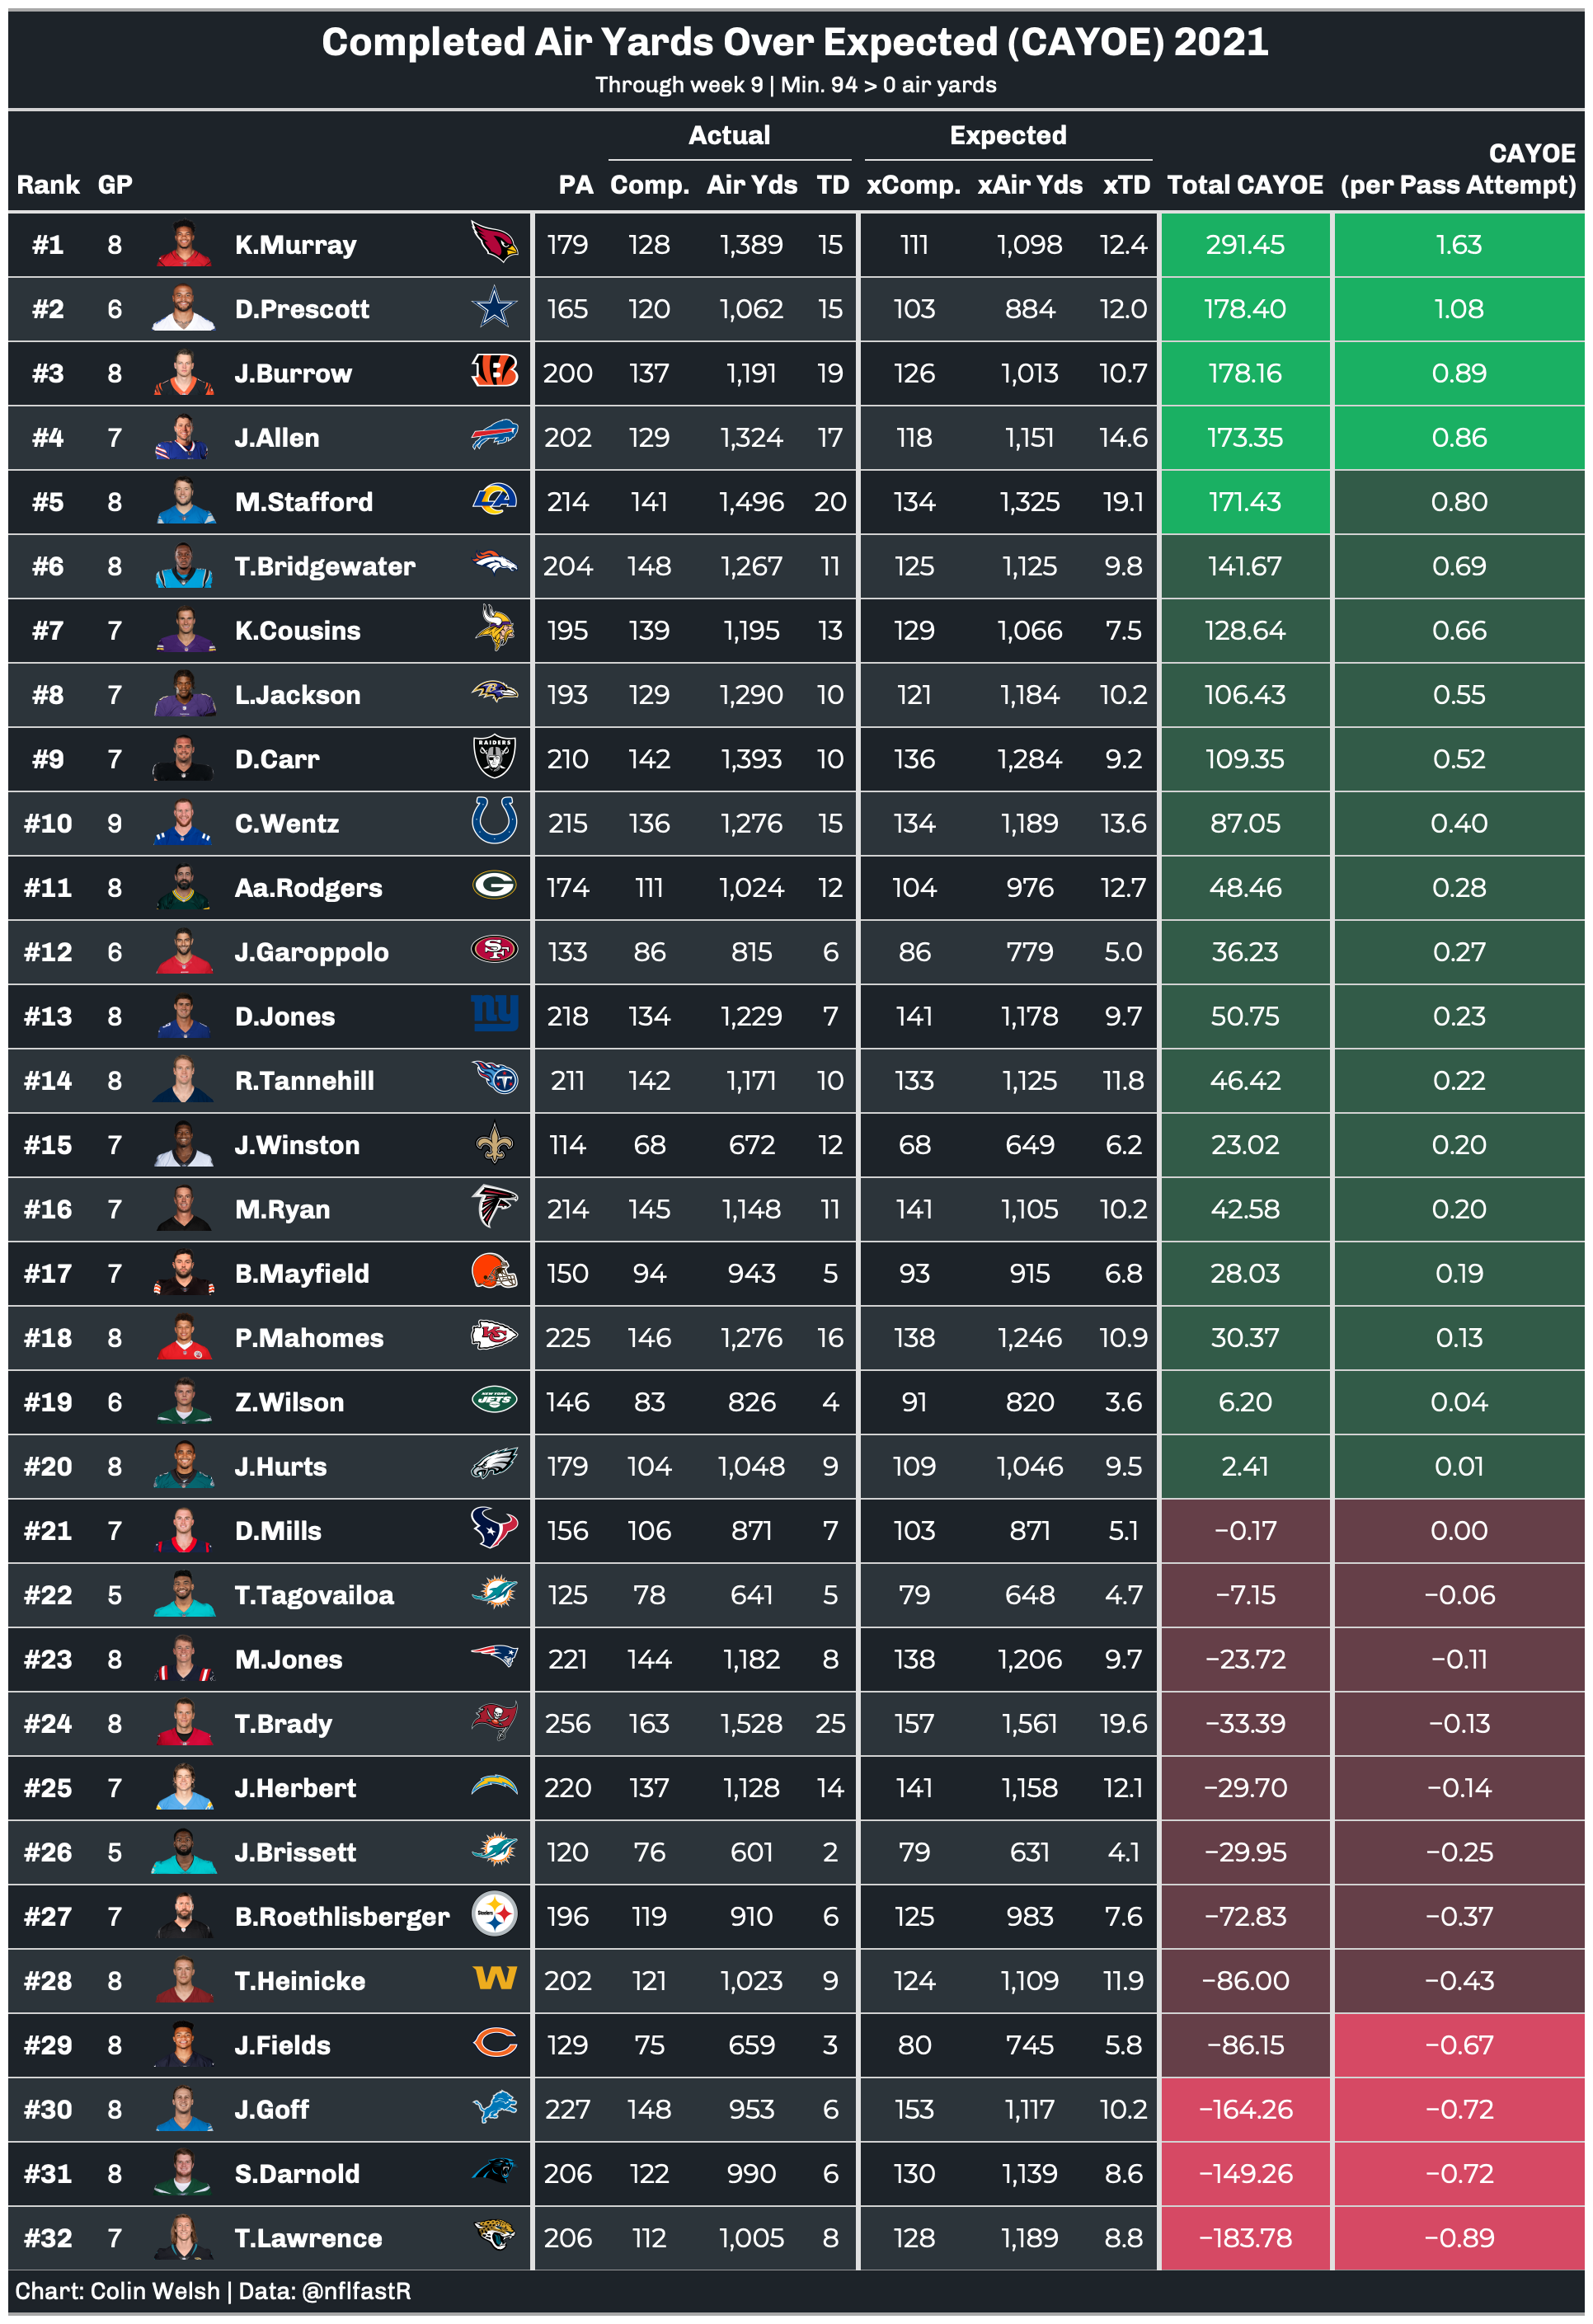 Completed Air Yards Over Expected (CAYOE) 2021
Through week 9 | Min. 94 > 0 air yards
Actual Expected CAYOE
Rank GP PA Comp. Air Yds TD xComp. xAir Yds xTD Total CAYOE (per Pass Attempt)
#1 8 K.Murray 179 128 1,389 15 111 1,098 12.4 291.45 1.63
#2 6 D.Prescott 165 120 1,062 15 103 884 12.0 178.40 1.08
#3 8 J.Burrow 200 137 1,191 19 126 1,013 10.7 178.16 0.89
#4 7 J.Allen 202 129 1,324 17 118 1,151 14.6 173.35 0.86
#5 8 M.Stafford 214 141 1,496 20 134 1,325 19.1 171.43 0.80
#6 8 T.Bridgewater 204 148 1,267 11 125 1,125 9.8 141.67 0.69
#7 7 K.Cousins 195 139 1,195 13 129 1,066 7.5 128.64 0.66
#8 7 L.Jackson 193 129 1,290 10 121 1,184 10.2 106.43 0.55
#9 7 D.Carr RAIDERS 210 142 1,393 10 136 1,284 9.2 109.35 0.52
#10 9 C.Wentz 215 136 1,276 15 134 1,189 13.6 87.05 0.40
#11 8 Aa.Rodgers G 174 111 1,024 12 104 976 12.7 48.46 0.28
#12 6 J.Garoppolo SF 133 86 815 6 86 779 5.0 36.23 0.27
#13 8 D.Jones ny 218 134 1,229 7 141 1,178 9.7 50.75 0.23
#14 8 R.Tannehill T 211 142 1,171 10 133 1,125 11.8 46.42 0.22
#15 7 J.Winston 114 68 672 12 68 649 6.2 23.02 0.20
#16 7 M.Ryan 214 145 1,148 11 141 1,105 10.2 42.58 0.20
#17 7 B.Mayfield 150 94 943 5 93 915 6.8 28.03 0.19
#18 8 P.Mahomes KC 225 146 1,276 16 138 1,246 10.9 30.37 0.13
#19 6 Z.Wilson NEW YORK JETS 146 83 826 4 91 820 3.6 6.20 0.04
#20 8 J.Hurts 179 104 1,048 9 109 1,046 9.5 2.41 0.01
#21 7 D.Mills 156 106 871 7 103 871 5.1 −0.17 0.00
#22 5 T.Tagovailoa 125 78 641 5 79 648 4.7 −7.15 −0.06
#23 8 M.Jones 221 144 1,182 8 138 1,206 9.7 −23.72 −0.11
#24 8 T.Brady 256 163 1,528 25 157 1,561 19.6 −33.39 −0.13
#25 7 J.Herbert 220 137 1,128 14 141 1,158 12.1 −29.70 −0.14
#26 5 J.Brissett 120 76 601 2 79 631 4.1 −29.95 −0.25
#27 7 B.Roethlisberger Steelers 196 119 910 6 125 983 7.6 −72.83 −0.37
#28 8 T.Heinicke W 202 121 1,023 9 124 1,109 11.9 −86.00 −0.43
#29 8 J.Fields C 129 75 659 3 80 745 5.8 −86.15 −0.67
#30 8 J.Goff 227 148 953 6 153 1,117 10.2 −164.26 −0.72
#31 8 S.Darnold 206 122 990 6 130 1,139 8.6 −149.26 −0.72
#32 7 T.Lawrence 206 112 1,005 8 128 1,189 8.8 −183.78 −0.89
Chart: Colin Welsh | Data: @nflfastR